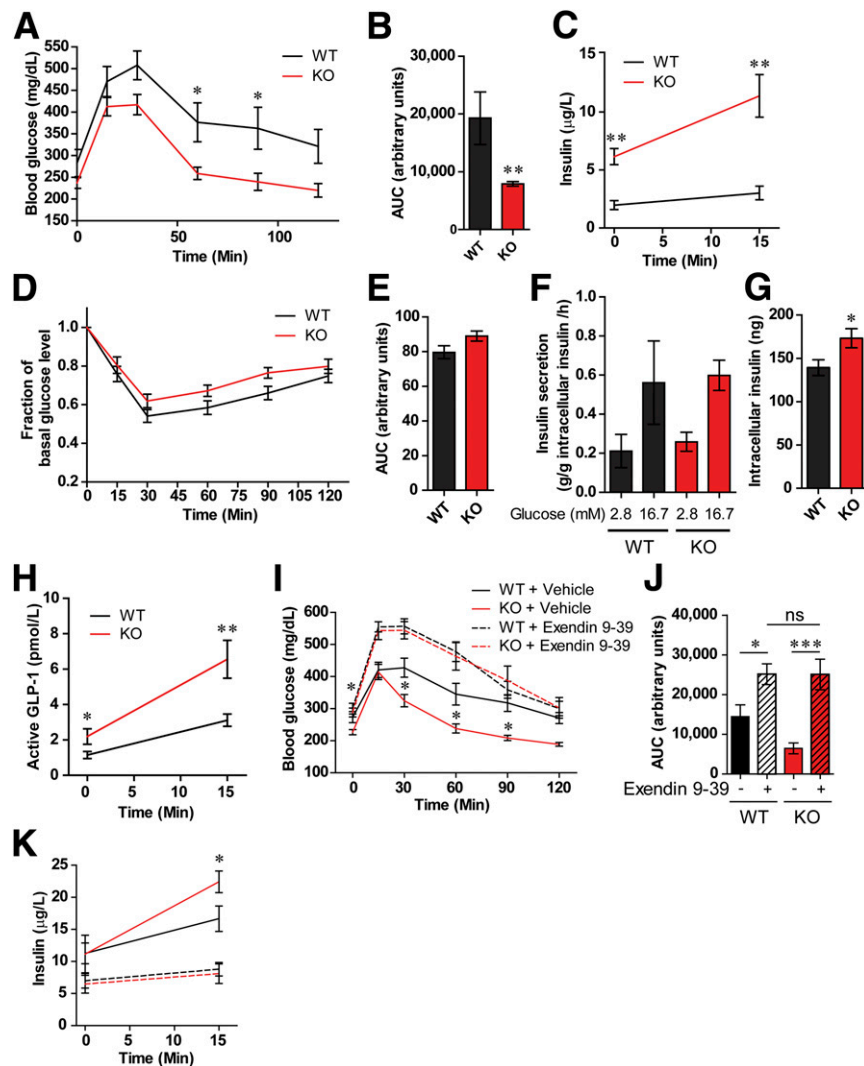 A
Blood glucose (mg/dL)
550
500
450
400
350
300
250
200
150
WT
KO
* *
0 50 100
Time (Min)
B
AUC (arbitrary units)
30,000
20,000
10,000
0
**
WT KO
C
Insulin (μg/L)
15
10
5
0
WT
KO
**
**
0 5 10 15
Time (Min)
D
Fraction of
basal glucose level
1.0
0.8
0.6
0.4
0.2
WT
KO
0 15 30 45 60 75 90 105 120
Time (Min)
E
AUC (arbitrary units)
100
80
60
40
20
0
WT KO
F
Insulin secretion
(g/g intracellular insulin /h)
1.0
0.8
0.6
0.4
0.2
0
Glucose (mM) 2.8 16.7 2.8 16.7
WT KO
G
Intracellular insulin (ng)
200
150
100
50
0
*
WT KO
H
Active GLP-1 (pmol/L)
10
8
6
4
2
0
WT
KO
*
**
0 5 10 15
Time (Min)
I
Blood glucose (mg/dL)
600
500
400
300
200
100
WT + Vehicle
KO + Vehicle
WT + Exendin 9-39
KO + Exendin 9-39
* * * *
0 30 60 90 120
Time (Min)
J
AUC (arbitrary units)
40,000
30,000
20,000
10,000
0
ns
* ***
Exendin 9-39 - + - +
WT KO
K
Insulin (μg/L)
25
20
15
10
5
0
*
0 5 10 15
Time (Min)